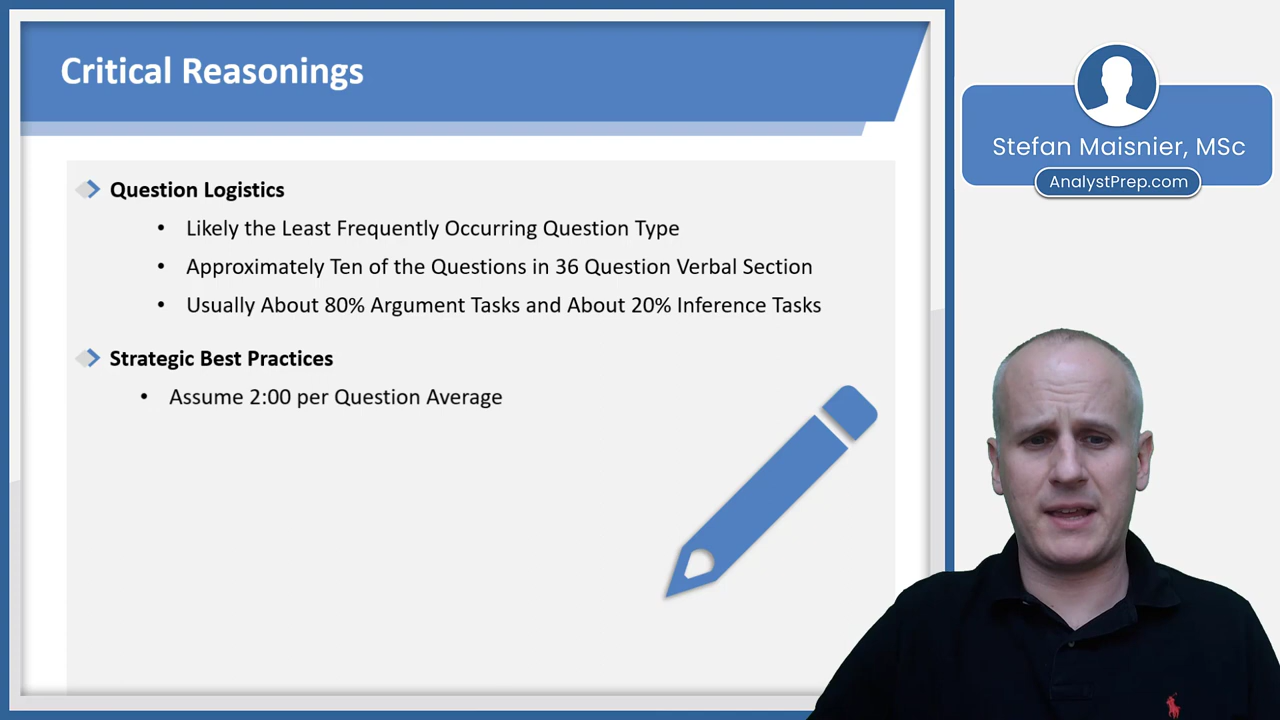 Critical Reasonings
Question Logistics
• Likely the Least Frequently Occurring Question Type
• Approximately Ten of the Questions in 36 Question Verbal Section
• Usually About 80% Argument Tasks and About 20% Inference Tasks
Strategic Best Practices
• Assume 2:00 per Question Average
Stefan Maisnier, MSc
AnalystPrep.com